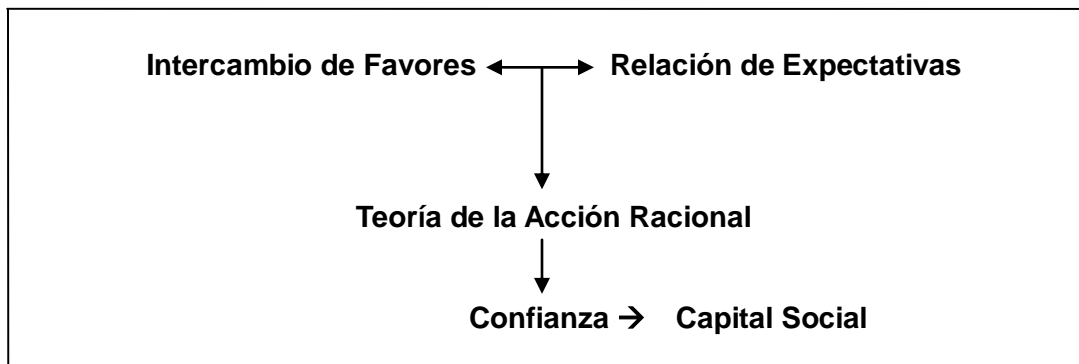 Intercambio de Favores Relación de Expectativas
Teoría de la Acción Racional
Confianza → Capital Social